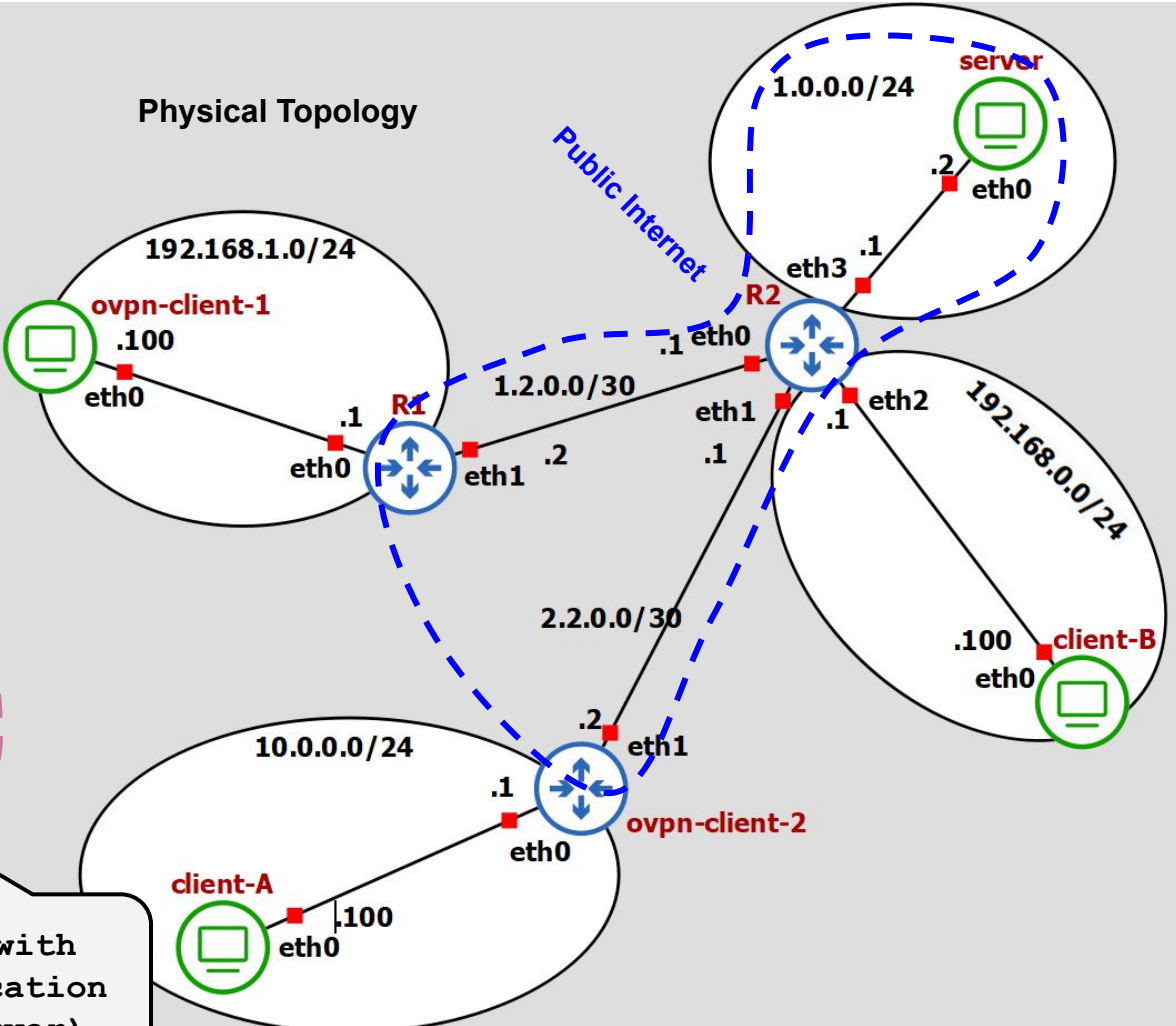 Physical Topology
Public Internet
server
1.0.0.0/24
.2
eth0
.1
eth3
R2
192.168.1.0/24
ovpn-client-1
.100
eth0
.1
eth0
R1
.1 eth0
1.2.0.0/30
eth1
.2
eth1
.1
eth2
.1
192.168.0.0/24
2.2.0.0/30
.100
client-B
eth0
.2
eth1
10.0.0.0/24
.1
eth0
ovpn-client-2
client-A
.100
eth0
with